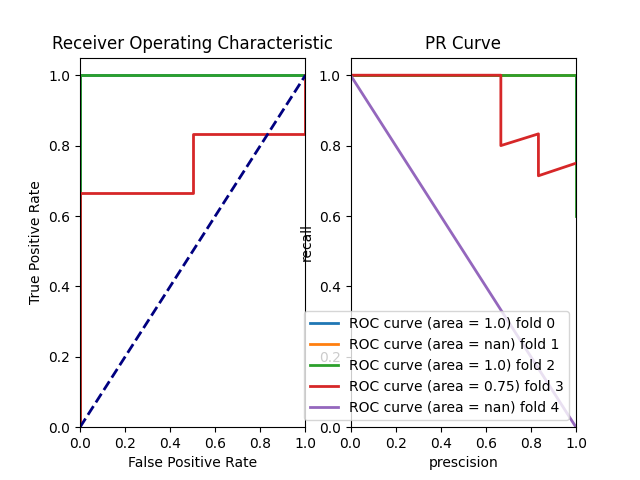 Receiver Operating Characteristic
PR Curve
1.0
0.8
0.6
0.4
0.2
0.0
True Positive Rate
0.0 0.2 0.4 0.6 0.8 1.0
False Positive Rate
1.0
0.8
0.6
0.4
0.2
0.0
recall
0.0 0.2 0.4 0.6 0.8 1.0
prescision
ROC curve (area = 1.0) fold 0
ROC curve (area = nan) fold 1
ROC curve (area = 1.0) fold 2
ROC curve (area = 0.75) fold 3
ROC curve (area = nan) fold 4